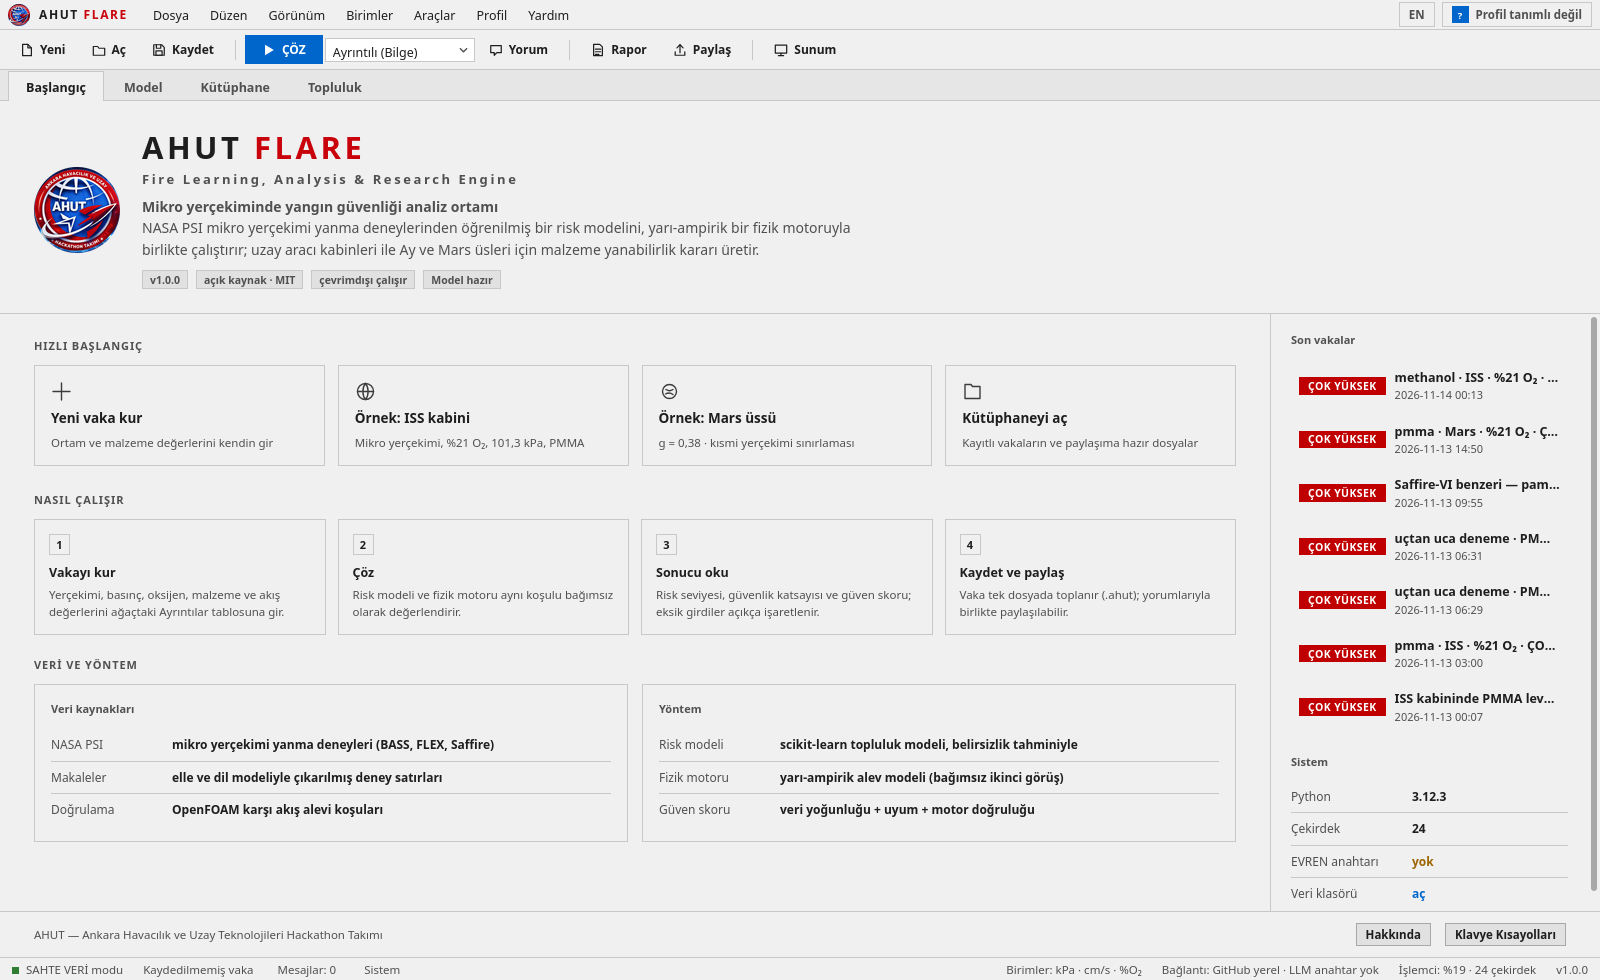 AHUT FLARE Dosya Düzen Görünüm Birimler Araçlar Profil Yardım EN ? Profil tanımlı değil
Yeni Aç Kaydet ÇÖZ Ayrıntılı (Bilge) Yorum Rapor Paylaş Sunum
Başlangıç Model Kütüphane Topluluk
AHUT FLARE
Fire Learning, Analysis & Research Engine
Mikro yerçekiminde yangın güvenliği analiz ortamı
NASA PSI mikro yerçekimi yanma deneylerinden öğrenilmiş bir risk modelini, yarı-ampirik bir fizik motoruyla
birlikte çalıştırır; uzay aracı kabinleri ile Ay ve Mars üsleri için malzeme yanabilirlik kararı üretir.
v1.0.0 açık kaynak · MIT çevrimdışı çalışır Model hazır
ANKARA HAVACILIK VE UZAY
AHUT
HACKATHON TAKIMI
HIZLI BAŞLANGIÇ
Yeni vaka kur
Ortam ve malzeme değerlerini kendin gir
Örnek: ISS kabini
Mikro yerçekimi, %21 O₂, 101,3 kPa, PMMA
Örnek: Mars üssü
g = 0,38 · kısmi yerçekimi sınırlaması
Kütüphaneyi aç
Kayıtlı vakaların ve paylaşıma hazır dosyalar
NASIL ÇALIŞIR
1
Vakayı kur
Yerçekimi, basınç, oksijen, malzeme ve akış
değerlerini ağaçtaki Ayrıntılar tablosuna gir.
2
Çöz
Risk modeli ve fizik motoru aynı koşulu bağımsız
olarak değerlendirir.
3
Sonucu oku
Risk seviyesi, güvenlik katsayısı ve güven skoru;
eksik girdiler açıkça işaretlenir.
4
Kaydet ve paylaş
Vaka tek dosyada toplanır (.ahut); yorumlarıyla
birlikte paylaşılabilir.
VERİ VE YÖNTEM
Veri kaynakları
NASA PSI mikro yerçekimi yanma deneyleri (BASS, FLEX, Saffire)
Makaleler elle ve dil modeliyle çıkarılmış deney satırları
Doğrulama OpenFOAM karşı akış alevi koşuları
Yöntem
Risk modeli scikit-learn topluluk modeli, belirsizlik tahminiyle
Fizik motoru yarı-ampirik alev modeli (bağımsız ikinci görüş)
Güven skoru veri yoğunluğu + uyum + motor doğruluğu
Son vakalar
ÇOK YÜKSEK methanol · ISS · %21 O₂ · ...
2026-11-14 00:13
ÇOK YÜKSEK pmma · Mars · %21 O₂ · Ç...
2026-11-13 14:50
ÇOK YÜKSEK Saffire-VI benzeri — pam...
2026-11-13 09:55
ÇOK YÜKSEK uçtan uca deneme · PM...
2026-11-13 06:31
ÇOK YÜKSEK uçtan uca deneme · PM...
2026-11-13 06:29
ÇOK YÜKSEK pmma · ISS · %21 O₂ · ÇO...
2026-11-13 03:00
ÇOK YÜKSEK ISS kabininde PMMA lev...
2026-11-13 00:07
Sistem
Python 3.12.3
Çekirdek 24
EVREN anahtarı yok
Veri klasörü aç
AHUT — Ankara Havacılık ve Uzay Teknolojileri Hackathon Takımı Hakkında Klavye Kısayolları
SAHTE VERİ modu Kaydedilmemiş vaka Mesajlar: 0 Sistem Birimler: kPa · cm/s · %O₂ Bağlantı: GitHub yerel · LLM anahtar yok İşlemci: %19 · 24 çekirdek v1.0.0